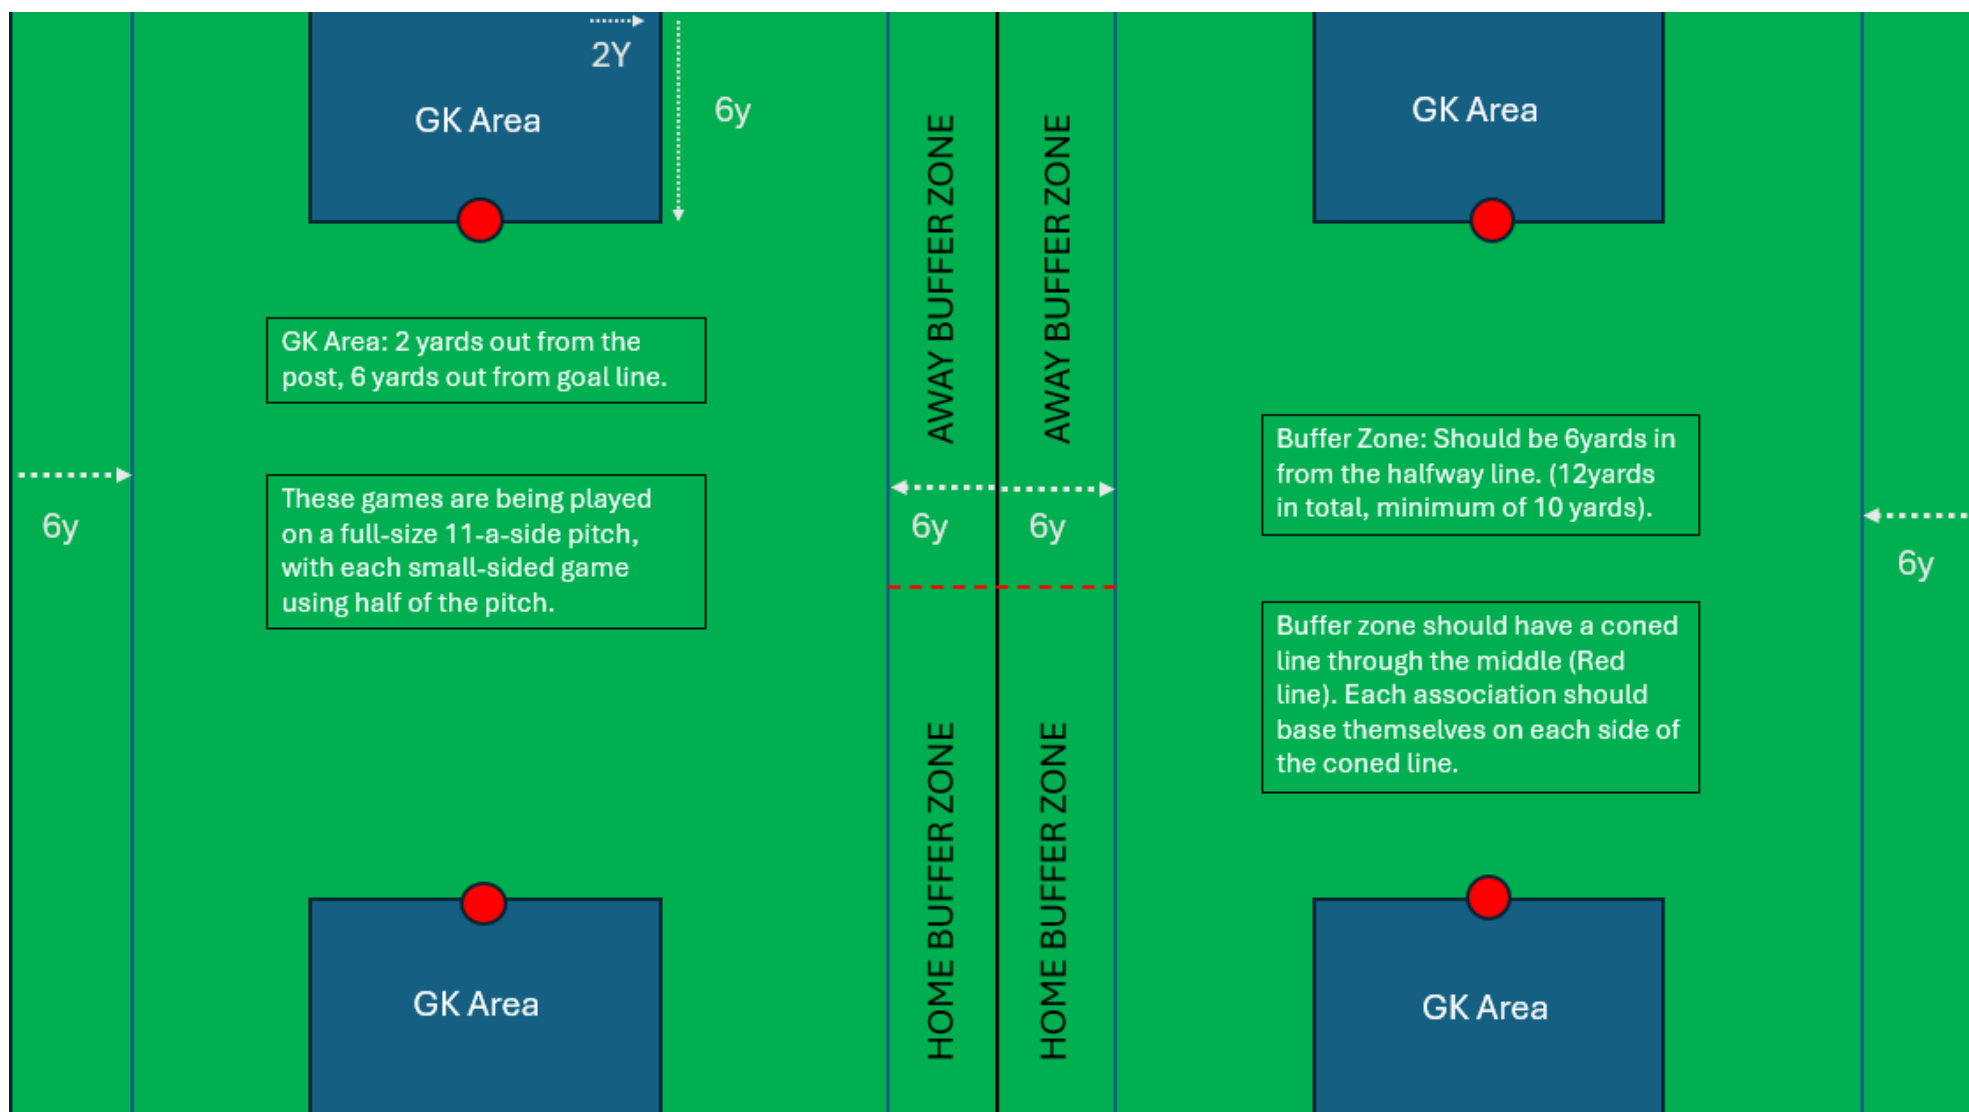 2Y
6y
GK Area
GK Area
AWAY BUFFER ZONE
AWAY BUFFER ZONE
GK Area: 2 yards out from the
post, 6 yards out from goal line.
These games are being played
on a full-size 11-a-side pitch,
with each small-sided game
using half of the pitch.
6y
6y
6y
Buffer Zone: Should be 6yards in
from the halfway line. (12yards
in total, minimum of 10 yards).
6y
Buffer zone should have a coned
line through the middle (Red
line). Each association should
base themselves on each side of
the coned line.
HOME BUFFER ZONE
HOME BUFFER ZONE
GK Area
GK Area